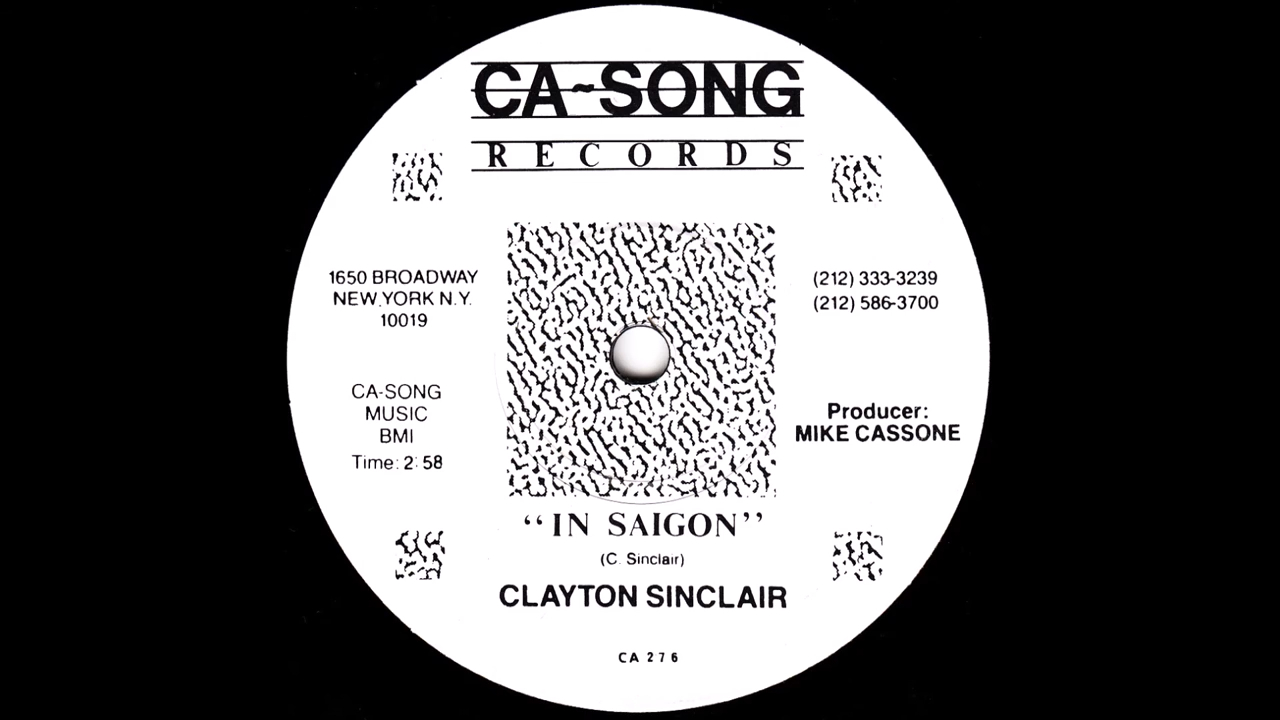 CA~SONG
RECORDS
1650 BROADWAY
NEW YORK N.Y.
10019
(212) 333-3239
(212) 586-3700
CA-SONG
MUSIC
BMI
Time: 2:58
Producer:
MIKE CASSONE
“IN SAIGON”
(C. Sinclair)
CLAYTON SINCLAIR
CA 276